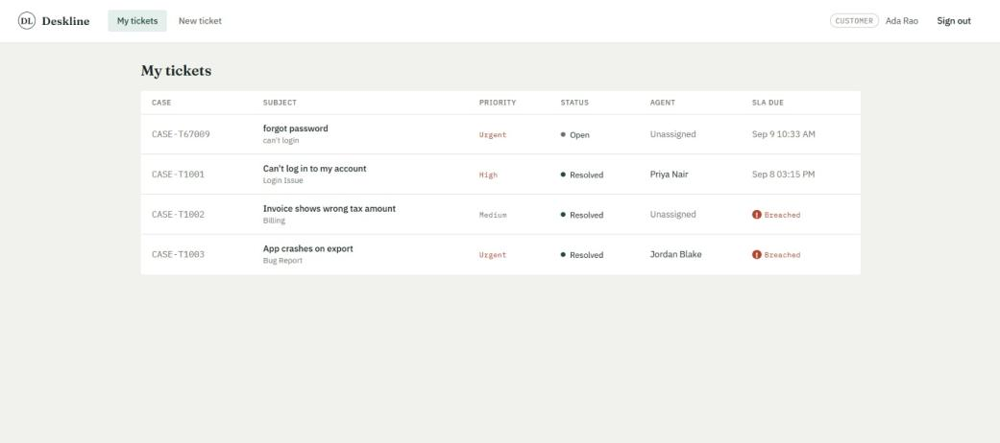 DL Deskline My tickets New ticket CUSTOMER Ada Rao Sign out
My tickets
CASE SUBJECT PRIORITY STATUS AGENT SLA DUE
CASE-T67009 forgot password Urgent Open Unassigned Sep 9 10:33 AM
can't login
CASE-T1001 Can't log in to my account High Resolved Priya Nair Sep 8 03:15 PM
Login Issue
CASE-T1002 Invoice shows wrong tax amount Medium Resolved Unassigned ! Breached
Billing
CASE-T1003 App crashes on export Urgent Resolved Jordan Blake ! Breached
Bug Report